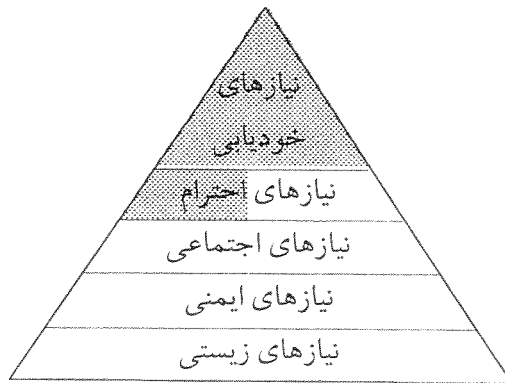 نیازهای
خودیابی
نیازهای احترام
نیازهای اجتماعی
نیازهای ایمنی
نیازهای زیستی